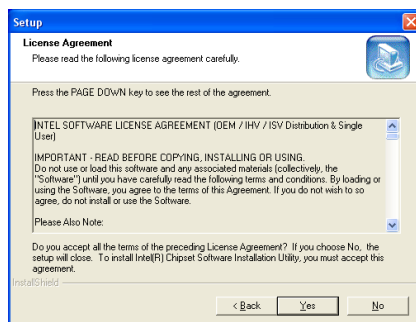 Setup
License Agreement
Please read the following license agreement carefully.
Press the PAGE DOWN key to see the rest of the agreement.
INTEL SOFTWARE LICENSE AGREEMENT (OEM / IHV / ISV Distribution & Single
User)
IMPORTANT - READ BEFORE COPYING, INSTALLING OR USING.
Do not use or load this software and any associated materials (collectively, the
"Software") until you have carefully read the following terms and conditions. By loading or
using the Software, you agree to the terms of this Agreement. If you do not wish to so
agree, do not install or use the Software.
Please Also Note:
Do you accept all the terms of the preceding License Agreement? If you choose No, the
setup will close. To install Intel(R) Chipset Software Installation Utility, you must accept this
agreement.
InstallShield
< Back
Yes
No